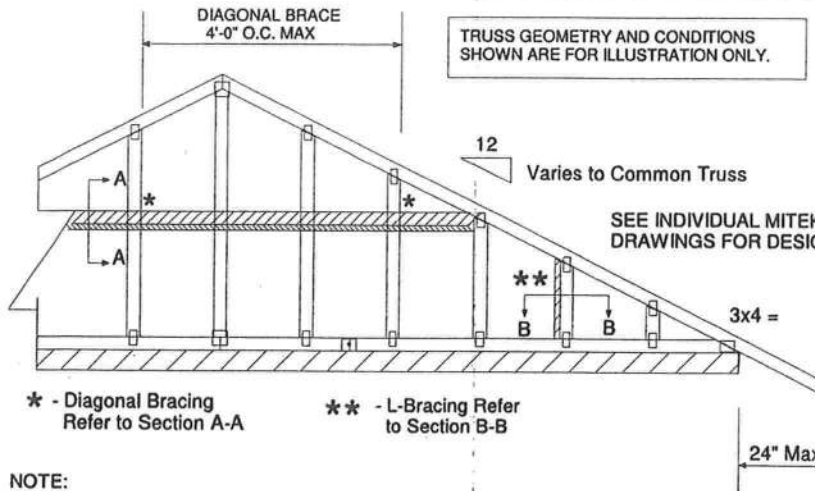 DIAGONAL BRACE
4'-0" O.C. MAX
TRUSS GEOMETRY AND CONDITIONS
SHOWN ARE FOR ILLUSTRATION ONLY.
12
Varies to Common Truss
A
*
*
SEE INDIVIDUAL MITEK
DRAWINGS FOR DESIG
A
**
B
B
3x4 =
* - Diagonal Bracing
Refer to Section A-A
** - L-Bracing Refer
to Section B-B
24" Max
NOTE: